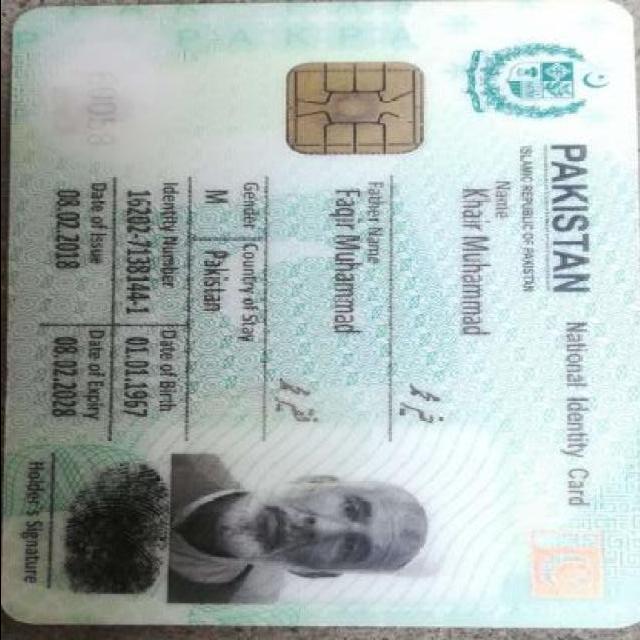 PAKISTAN National Identity Card
ISLAMIC REPUBLIC OF PAKISTAN
Name
Khair Muhammad
Father Name
Faqir Muhammad
Gender Country of Stay
M Pakistan
Identity Number Date of Birth
16202-7138144-1 01.01.1967
Date of Issue Date of Expiry
08.02.2018 08.02.2028
Holder's Signature